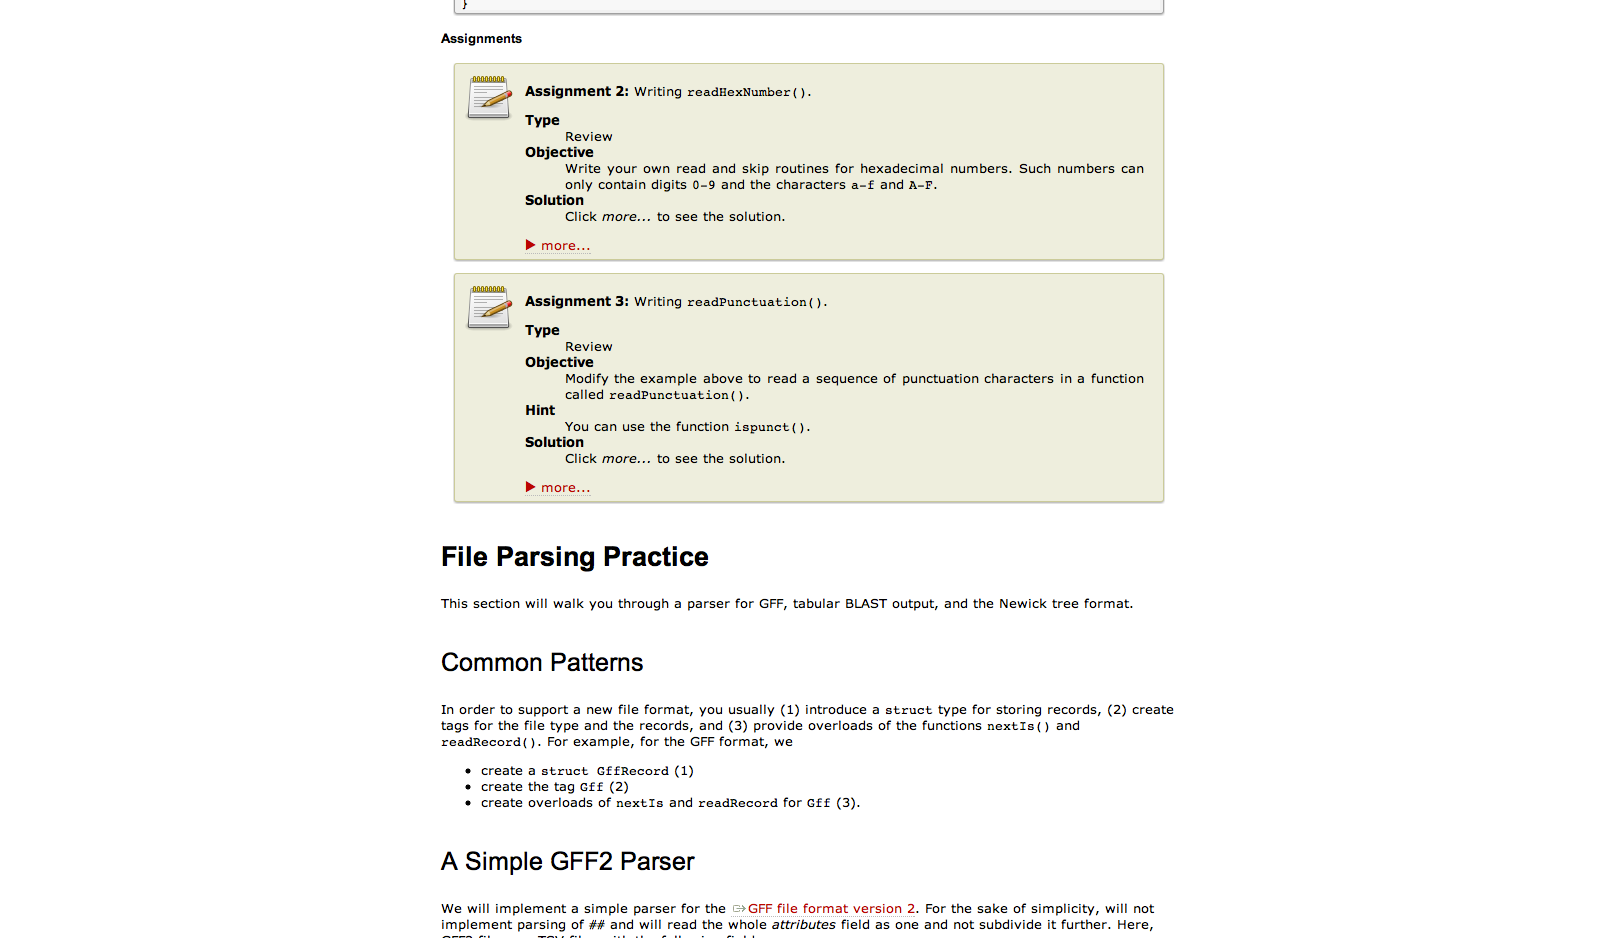 }
Assignments
Assignment 2: Writing readHexNumber().
Type
Review
Objective
Write your own read and skip routines for hexadecimal numbers. Such numbers can
only contain digits 0-9 and the characters a-f and A-F.
Solution
Click more... to see the solution.
more...
Assignment 3: Writing readPunctuation().
Type
Review
Objective
Modify the example above to read a sequence of punctuation characters in a function
called readPunctuation().
Hint
You can use the function ispunct().
Solution
Click more... to see the solution.
more...
File Parsing Practice
This section will walk you through a parser for GFF, tabular BLAST output, and the Newick tree format.
Common Patterns
In order to support a new file format, you usually (1) introduce a struct type for storing records, (2) create
tags for the file type and the records, and (3) provide overloads of the functions nextIs() and
readRecord(). For example, for the GFF format, we
• create a struct GffRecord (1)
• create the tag Gff (2)
• create overloads of nextIs and readRecord for Gff (3).
A Simple GFF2 Parser
We will implement a simple parser for the GFF file format version 2. For the sake of simplicity, will not
implement parsing of ## and will read the whole attributes field as one and not subdivide it further. Here,